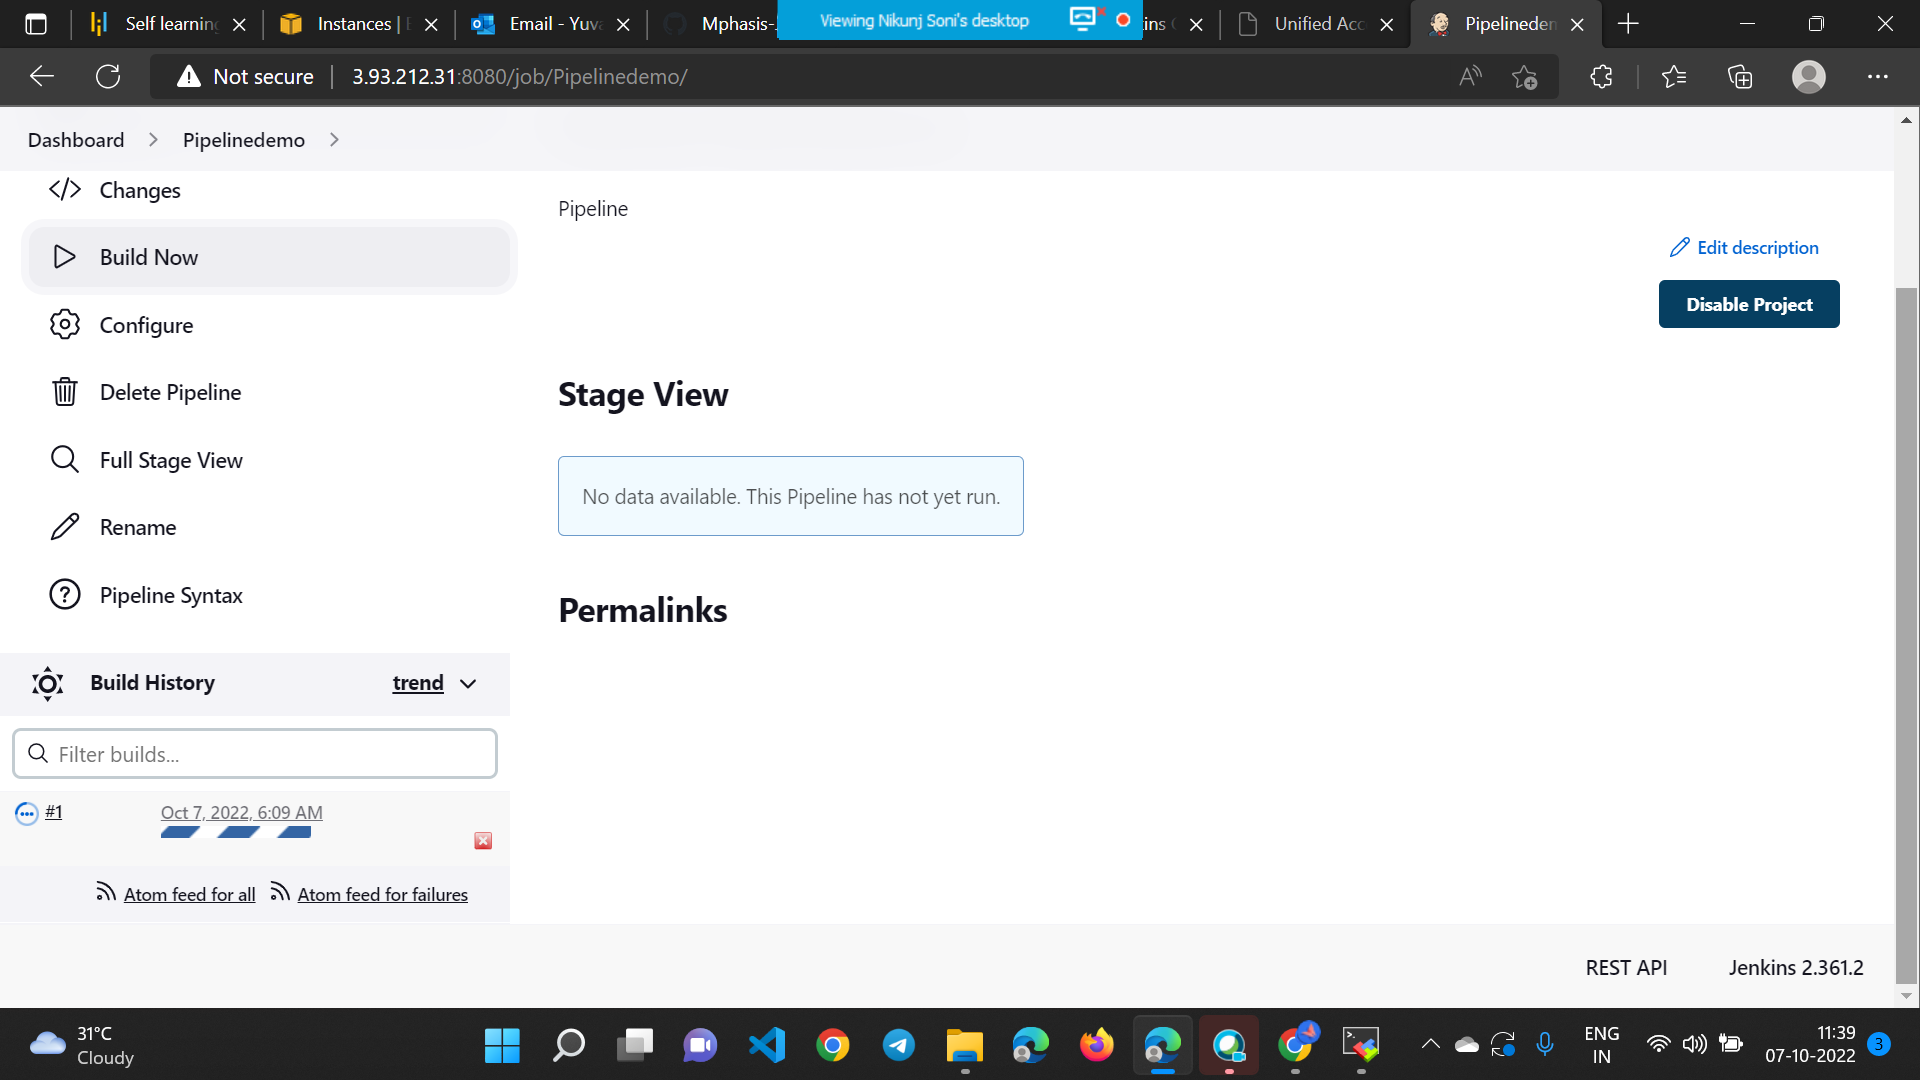 Self learning
Instances | E
Email - Yuva
Mphasis-
Viewing Nikunj Soni's desktop
ins
Unified Acc
Pipelinedem
Not secure
3.93.212.31:8080/job/Pipelinedemo/
Dashboard
Pipelinedemo
Changes
Build Now
Configure
Delete Pipeline
Full Stage View
Rename
Pipeline Syntax
Build History
trend
Filter builds...
#1
Oct 7, 2022, 6:09 AM
Atom feed for all
Atom feed for failures
Pipeline
Edit description
Disable Project
Stage View
No data available. This Pipeline has not yet run.
Permalinks
REST API
Jenkins 2.361.2
31°C
Cloudy
ENG
IN
11:39
07-10-2022
3